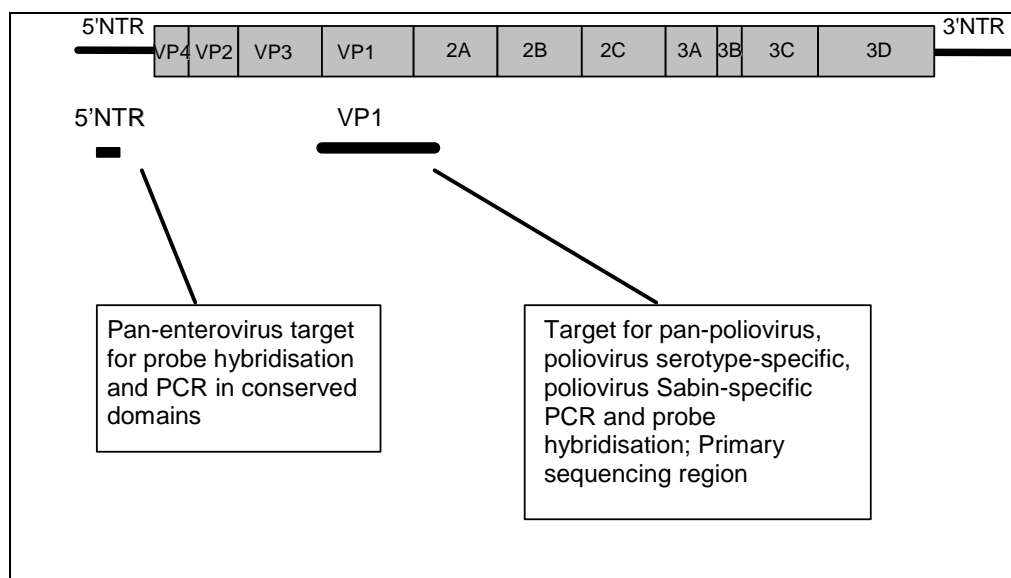 5'NTR 3'NTR
VP4 VP2 VP3 VP1 2A 2B 2C 3A 3B 3C 3D
5’NTR VP1
Pan-enterovirus target
for probe hybridisation
and PCR in conserved
domains
Target for pan-poliovirus,
poliovirus serotype-specific,
poliovirus Sabin-specific
PCR and probe
hybridisation; Primary
sequencing region